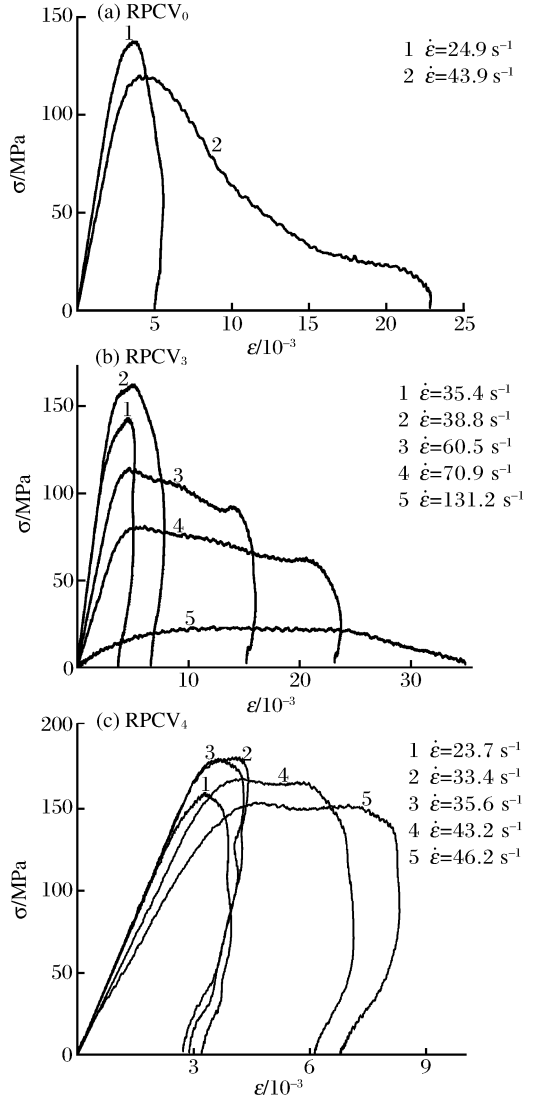 (a) RPCV₀
150
1
1 ε̇=24.9 s⁻¹
2 ε̇=43.9 s⁻¹
100
2
σ/MPa
50
0
5 10 15 20 25
ε/10⁻³
(b) RPCV₃
2
1 ε̇=35.4 s⁻¹
150
1
2 ε̇=38.8 s⁻¹
3 ε̇=60.5 s⁻¹
3
4 ε̇=70.9 s⁻¹
100
5 ε̇=131.2 s⁻¹
4
σ/MPa
50
5
0
10 20 30
ε/10⁻³
200
(c) RPCV₄
3 2
1 ε̇=23.7 s⁻¹
4
2 ε̇=33.4 s⁻¹
1
3 ε̇=35.6 s⁻¹
150
5
4 ε̇=43.2 s⁻¹
5 ε̇=46.2 s⁻¹
100
σ/MPa
50
0
3 6 9
ε/10⁻³